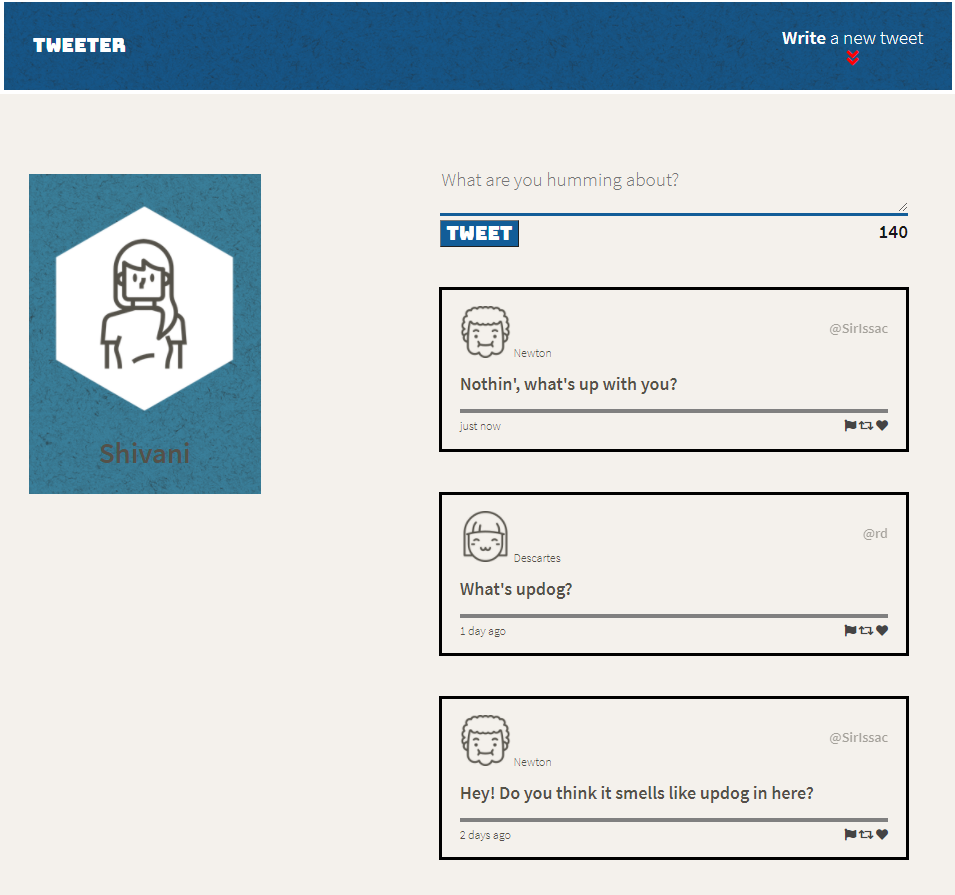 TWEETER
Write a new tweet
Shivani
What are you humming about?
TWEET
140
Newton
@SirIssac
Nothin', what's up with you?
just now
Descartes
@rd
What's updog?
1 day ago
Newton
@SirIssac
Hey! Do you think it smells like updog in here?
2 days ago